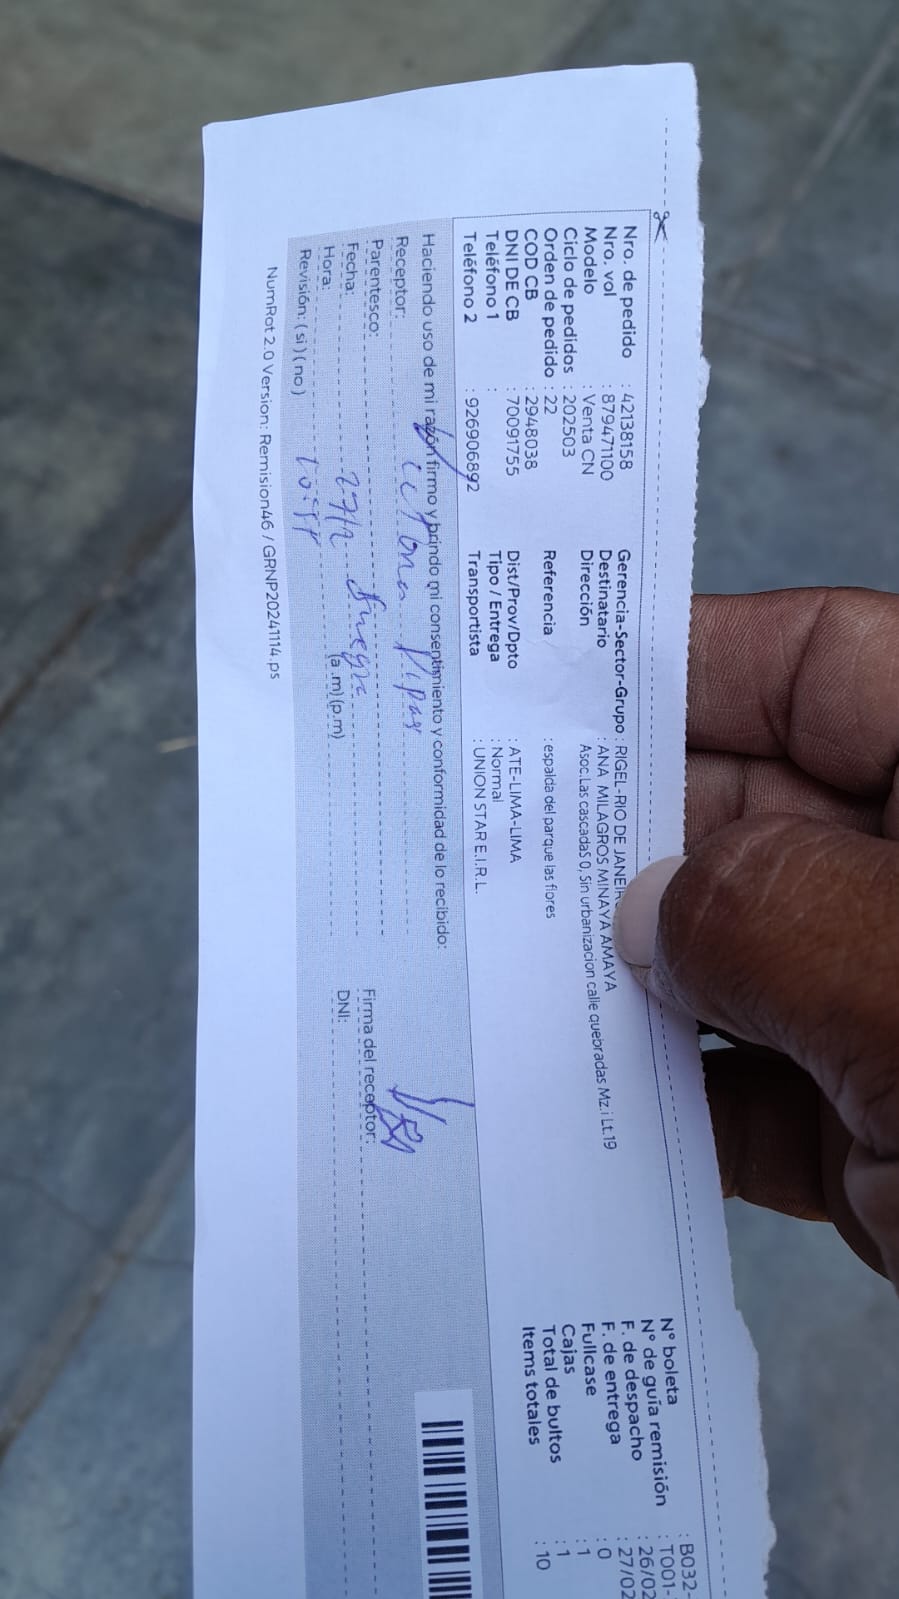 Nro. de pedido : 42138158
Nro. vol : 879471100
Modelo : Venta CN
Ciclo de pedidos : 202503
Orden de pedido : 22
COD CB : 2948038
DNI DE CB : 70091755
Teléfono 1 :
Teléfono 2 : 926906892
Gerencia-Sector-Grupo : RIGEL-RIO DE JANEIR
Destinatario : ANA MILAGROS MINAYA AMAYA
Dirección Asoc.Las cascadaS 0, Sin urbanizacion calle quebradas Mz.i Lt.19
Referencia : espalda del parque las flores
Dist/Prov/Dpto : ATE-LIMA-LIMA
Tipo / Entrega : Normal
Transportista : UNION STAR E.I.R.L.
N° boleta : B032-
N° de guía remisión : T001-
F. de despacho : 26/02
F. de entrega : 27/02
Fullcase : 0
Cajas : 1
Total de bultos : 1
Items totales : 10
Haciendo uso de mi razón firmo y brindo mi consentimiento y conformidad de lo recibido:
Receptor:
Parentesco: Suegra
Fecha: 27/2
Hora: (a.m)(p.m)
Revisión: (si) (no)
Firma del receptor:
DNI:
NumRot 2.0 Version: Remision46 / GRNP20241114.ps